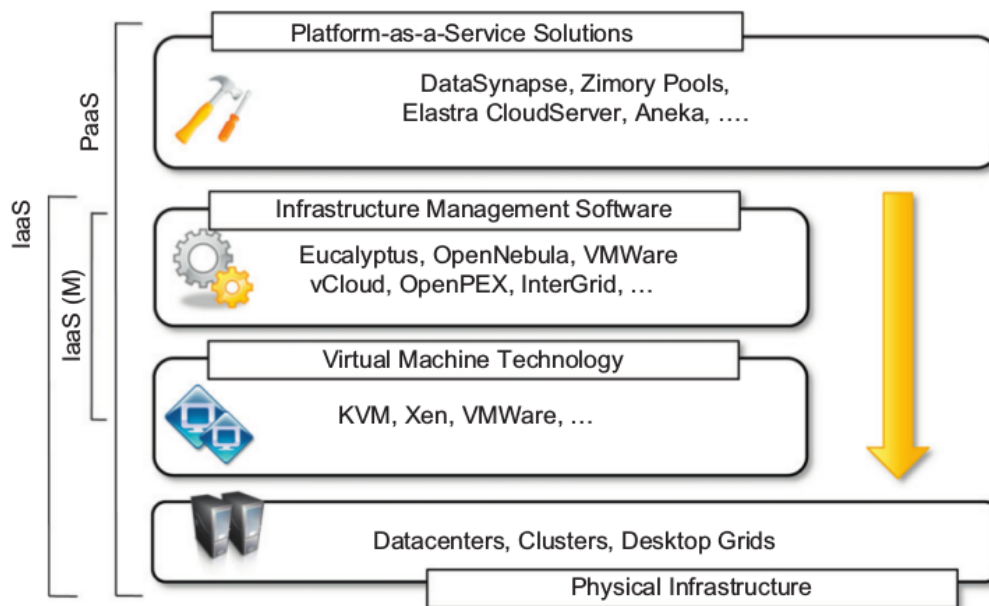 Platform-as-a-Service Solutions
DataSynapse, Zimory Pools,
Elastra CloudServer, Aneka, ....
PaaS
IaaS
IaaS (M)
Infrastructure Management Software
Eucalyptus, OpenNebula, VMWare
vCloud, OpenPEX, InterGrid, ...
Virtual Machine Technology
KVM, Xen, VMWare, ...
Datacenters, Clusters, Desktop Grids
Physical Infrastructure